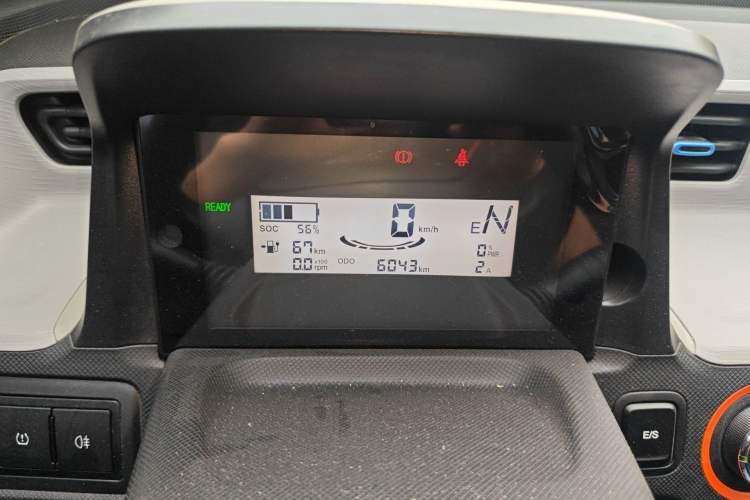 READY
SOC 56%
0 km/h
E N
67 km
0% PWR
0.0 x100 rpm
ODO 6043 km
2 A
E/S